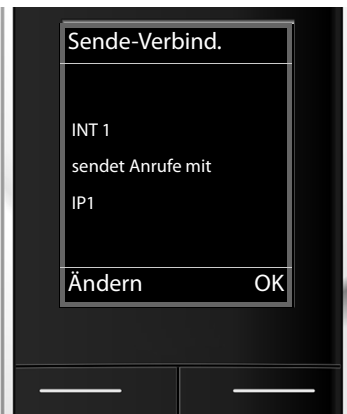 Sende-Verbind.
INT 1
sendet Anrufe mit
IP1
Ändern OK